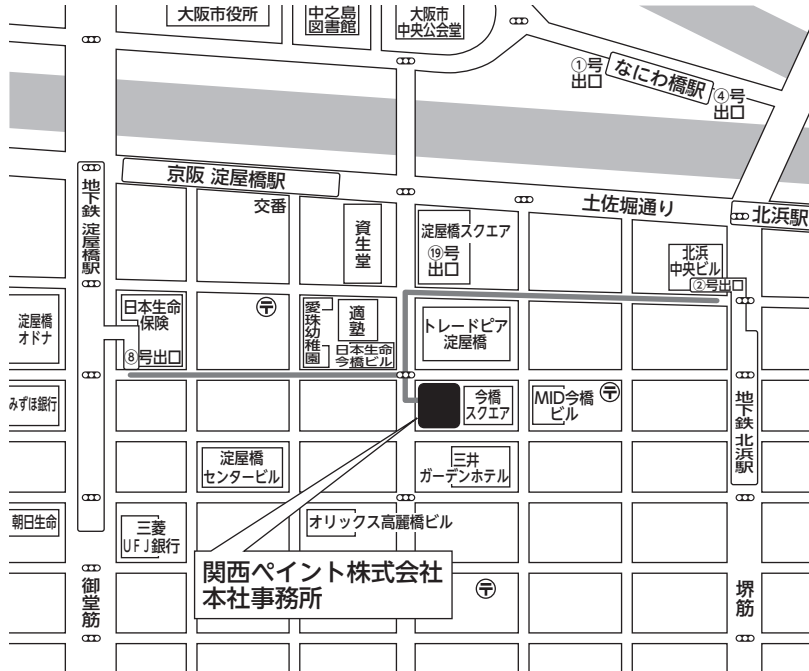 大阪市役所
中之島
図書館
大阪市
中央公会堂
①号
出口
なにわ橋駅
④号
出口
京阪 淀屋橋駅
地下鉄 淀屋橋駅
交番
資生堂
淀屋橋スクエア
⑲号
出口
土佐堀通り
北浜駅
北浜
中央ビル
②号出口
淀屋橋
オドナ
日本生命
保険
⑧号出口
〒
愛珠幼稚園
適塾
日本生命
今橋ビル
トレードピア
淀屋橋
みずほ銀行
今橋
スクエア
MID今橋
ビル
〒
地下鉄 北浜駅
淀屋橋
センタービル
三井
ガーデンホテル
朝日生命
三菱
UFJ銀行
オリックス高麗橋ビル
関西ペイント株式会社
本社事務所
〒
御堂筋
堺筋